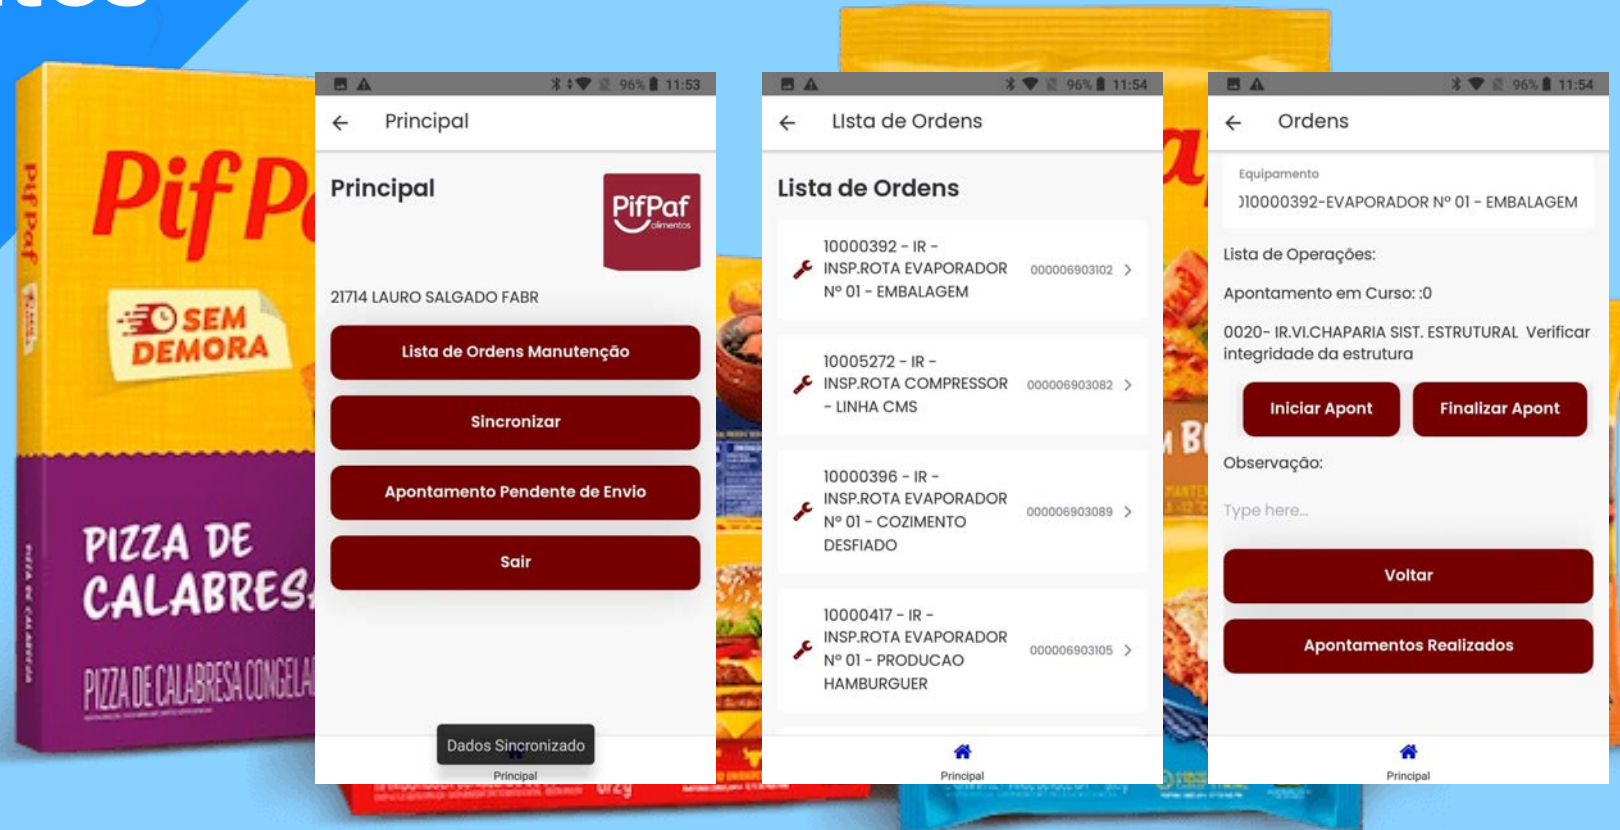 Pif Paf
SEM
DEMORA
PIZZA DE
CALABRES
PIZZA DE CALABRESA CONGELA
96% 11:53
Principal
Principal
PifPaf
alimentos
21714 LAURO SALGADO FABR
Lista de Ordens Manutenção
Sincronizar
Apontamento Pendente de Envio
Sair
Dados Sincronizado
Principal
96% 11:54
LIsta de Ordens
Lista de Ordens
10000392 - IR -
INSP.ROTA EVAPORADOR
Nº 01 - EMBALAGEM
000006903102
10005272 - IR -
INSP.ROTA COMPRESSOR
- LINHA CMS
000006903082
10000396 - IR -
INSP.ROTA EVAPORADOR
Nº 01 - COZIMENTO
DESFIADO
000006903089
10000417 - IR -
INSP.ROTA EVAPORADOR
Nº 01 - PRODUCAO
HAMBURGUER
000006903105
Principal
96% 11:54
Ordens
Equipamento
010000392-EVAPORADOR Nº 01 - EMBALAGEM
Lista de Operações:
Apontamento em Curso: :0
0020- IR.VI.CHAPARIA SIST. ESTRUTURAL Verificar
integridade da estrutura
Iniciar Apont
Finalizar Apont
Observação:
Type here...
Voltar
Apontamentos Realizados
Principal